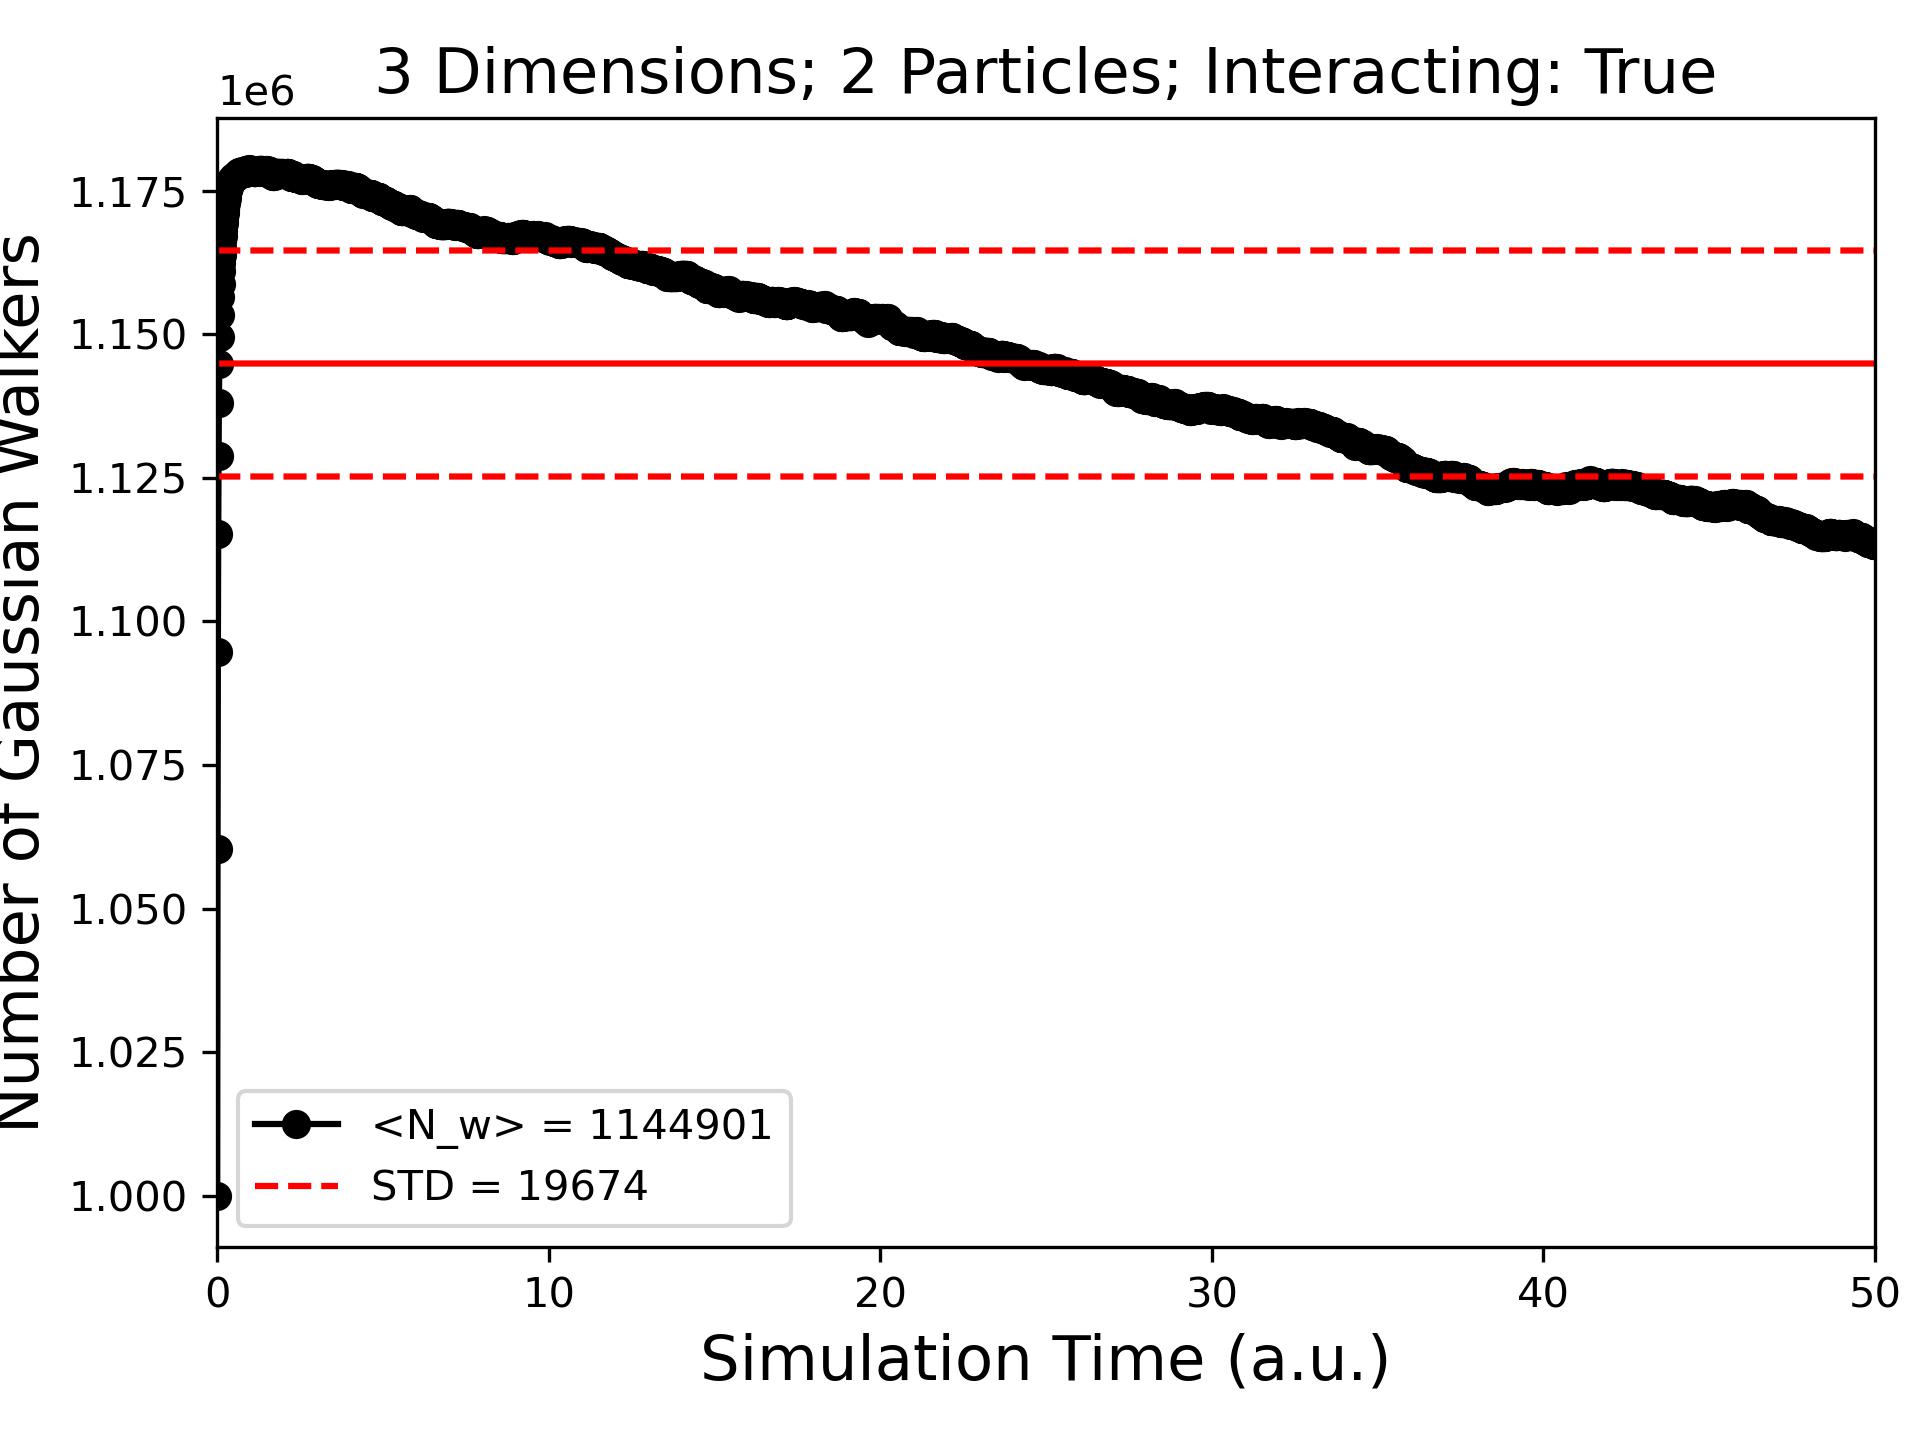 3 Dimensions; 2 Particles; Interacting: True
1e6
Number of Gaussian Walkers
1.175
1.150
1.125
1.100
1.075
1.050
1.025
1.000
<N_w> = 1144901
STD = 19674
0 10 20 30 40 50
Simulation Time (a.u.)